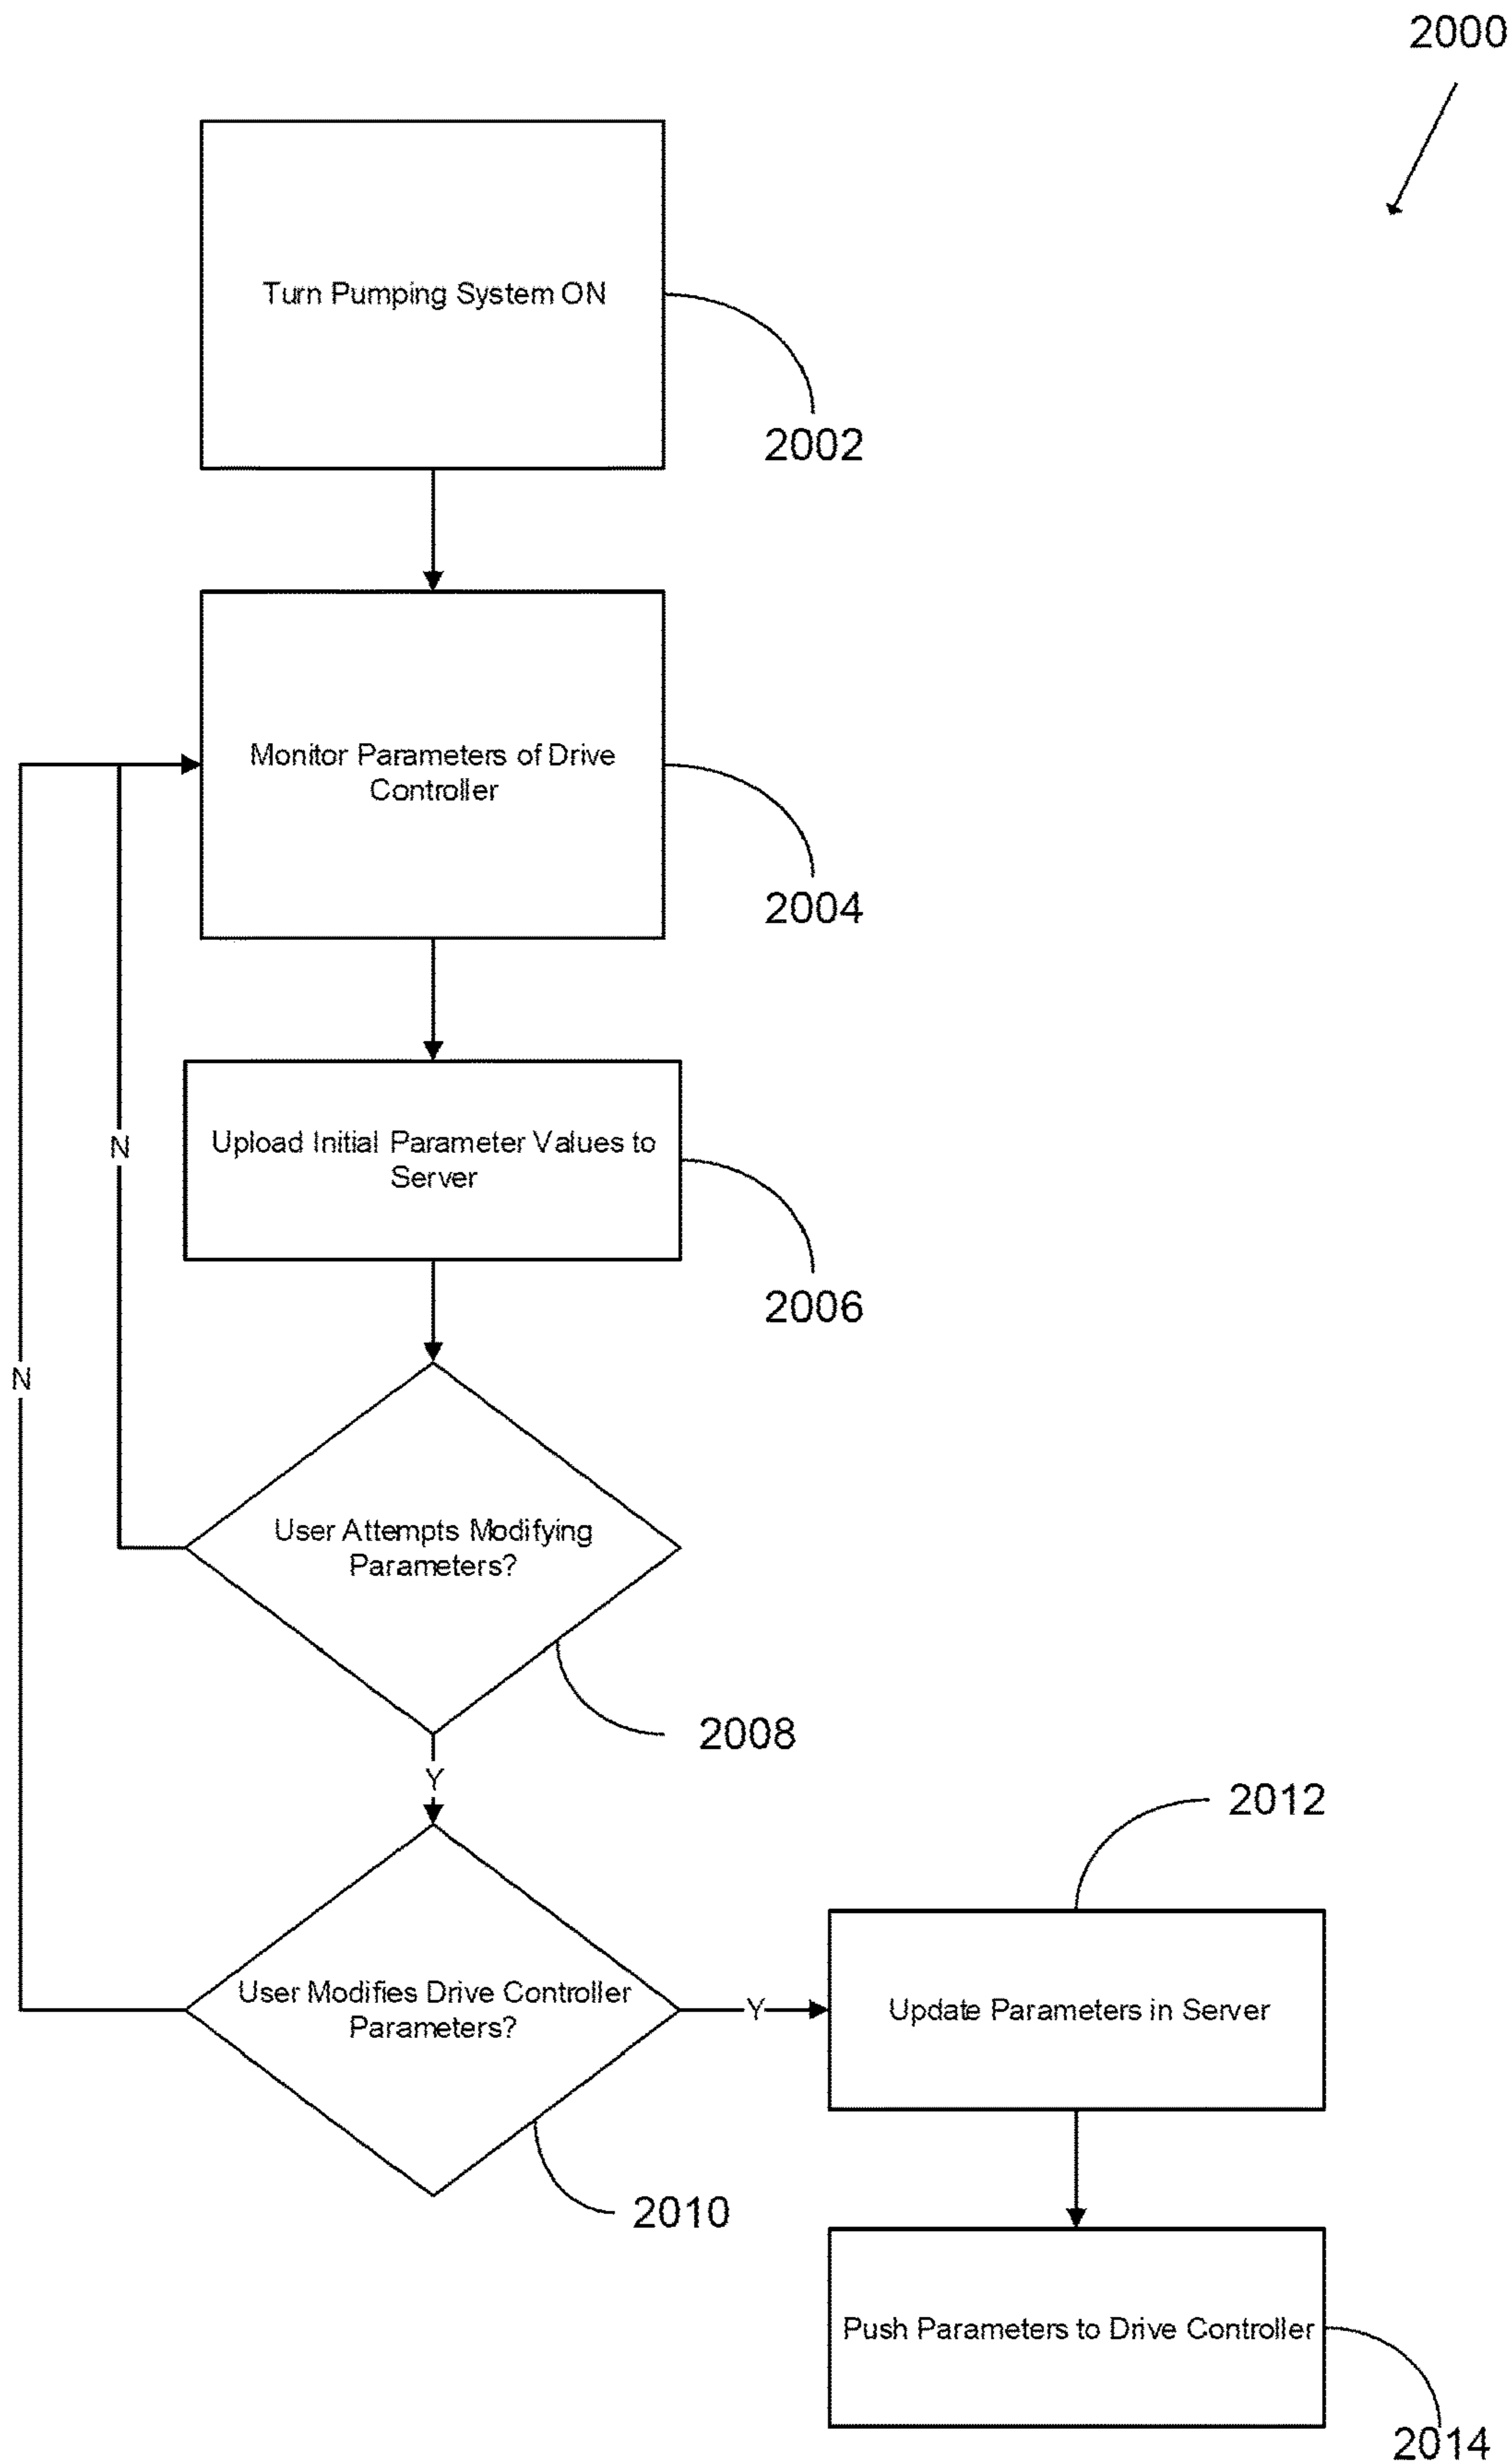 2000
Turn Pumping System ON
2002
Monitor Parameters of Drive
Controller
2004
N
Upload Initial Parameter Values to
Server
2006
N
User Attempts Modifying
Parameters?
2008
Y
2012
User Modifies Drive Controller
Parameters?
Y
Update Parameters in Server
2010
Push Parameters to Drive Controller
2014